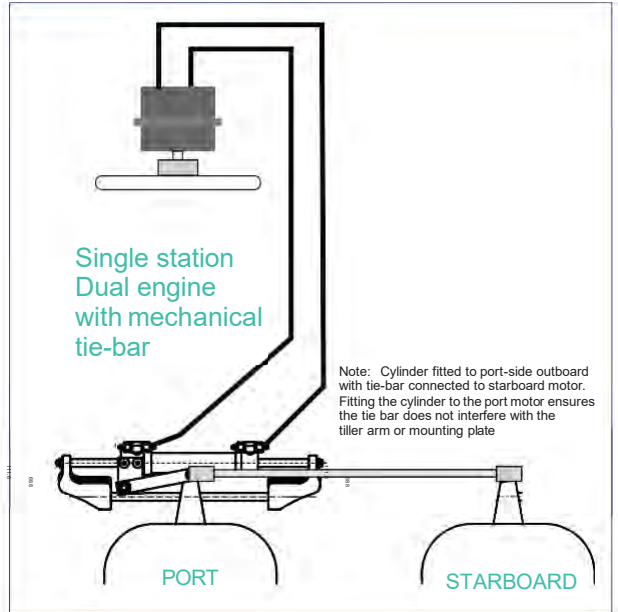 Single station
Dual engine
with mechanical
tie-bar
Note: Cylinder fitted to port-side outboard
with tie-bar connected to starboard motor.
Fitting the cylinder to the port motor ensures
the tie bar does not interfere with the
tiller arm or mounting plate
PORT
STARBOARD